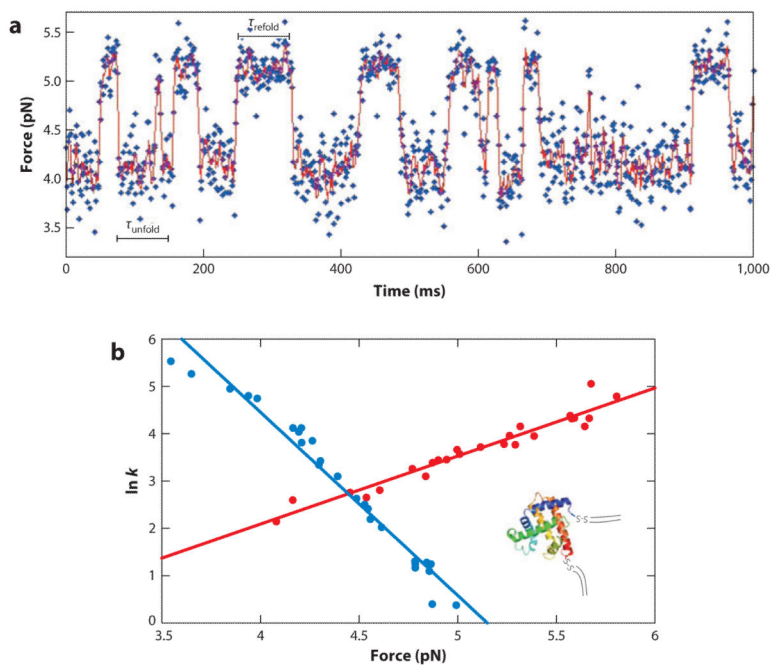 a
τrefold
5.5
5.0
4.5
4.0
3.5
Force (pN)
τunfold
0
200
400
600
800
1,000
Time (ms)
b
6
5
4
3
2
1
0
ln k
S-S
S-S
3.5
4
4.5
5
5.5
6
Force (pN)